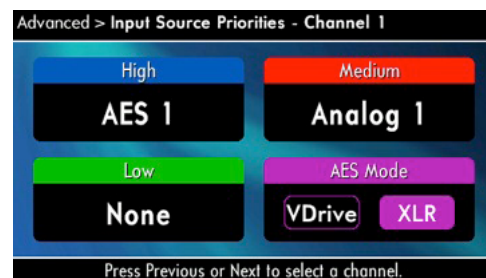 Advanced > Input Source Priorities - Channel 1
High
AES 1
Medium
Analog 1
Low
None
AES Mode
VDrive XLR
Press Previous or Next to select a channel.